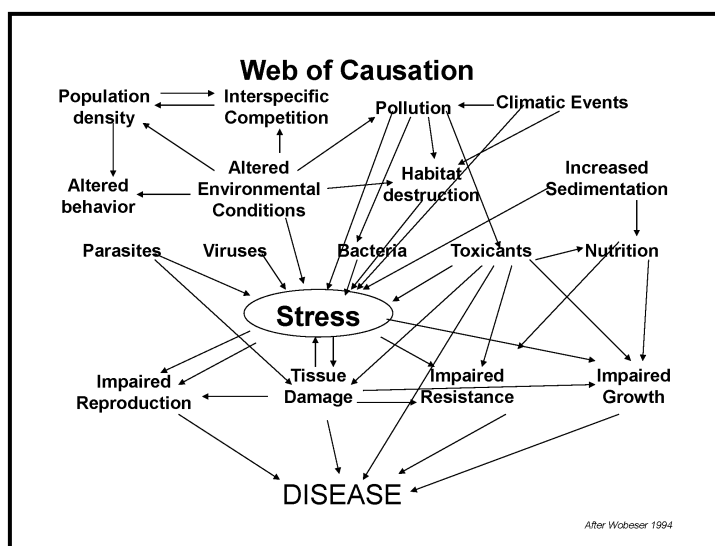 Web of Causation
Population
density
Interspecific
Competition
Pollution
Climatic Events
Altered
behavior
Altered
Environmental
Conditions
Habitat
destruction
Increased
Sedimentation
Parasites
Viruses
Bacteria
Toxicants
Nutrition
Stress
Impaired
Reproduction
Tissue
Damage
Impaired
Resistance
Impaired
Growth
DISEASE
After Wobeser 1994